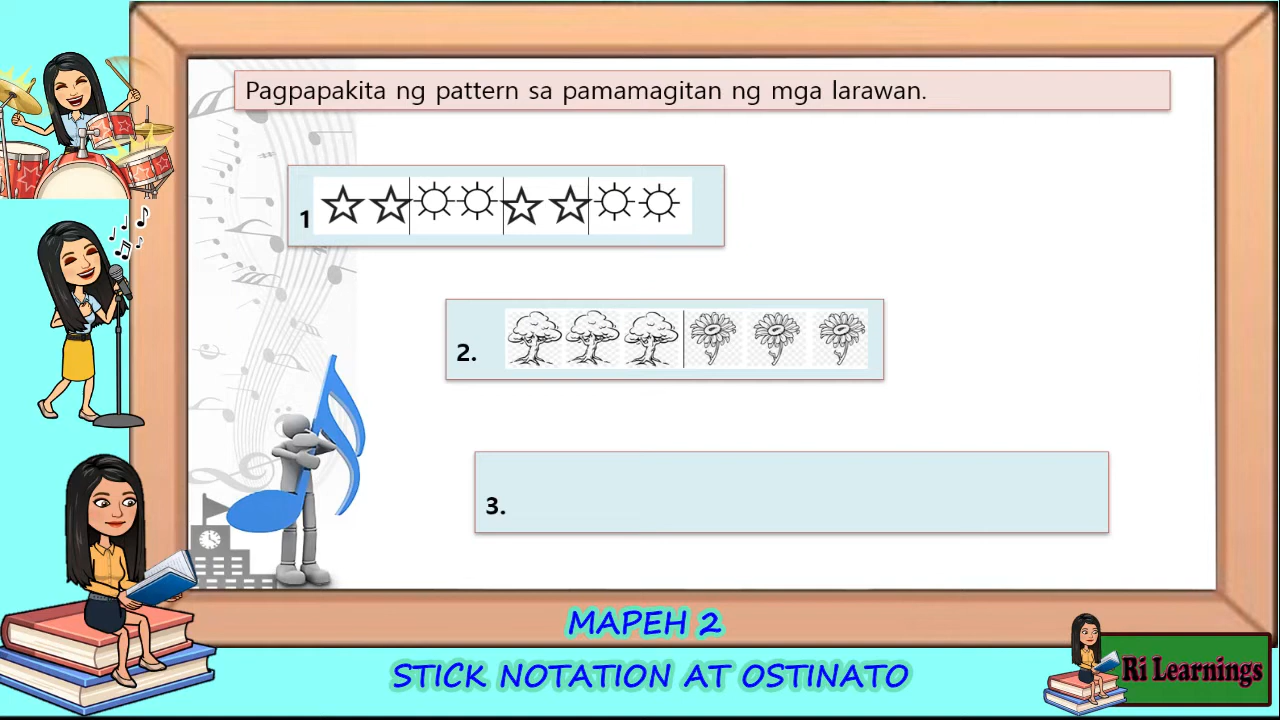 Pagpapakita ng pattern sa pamamagitan ng mga larawan.
1
2.
3.
MAPEH 2
STICK NOTATION AT OSTINATO
Ri Learnings